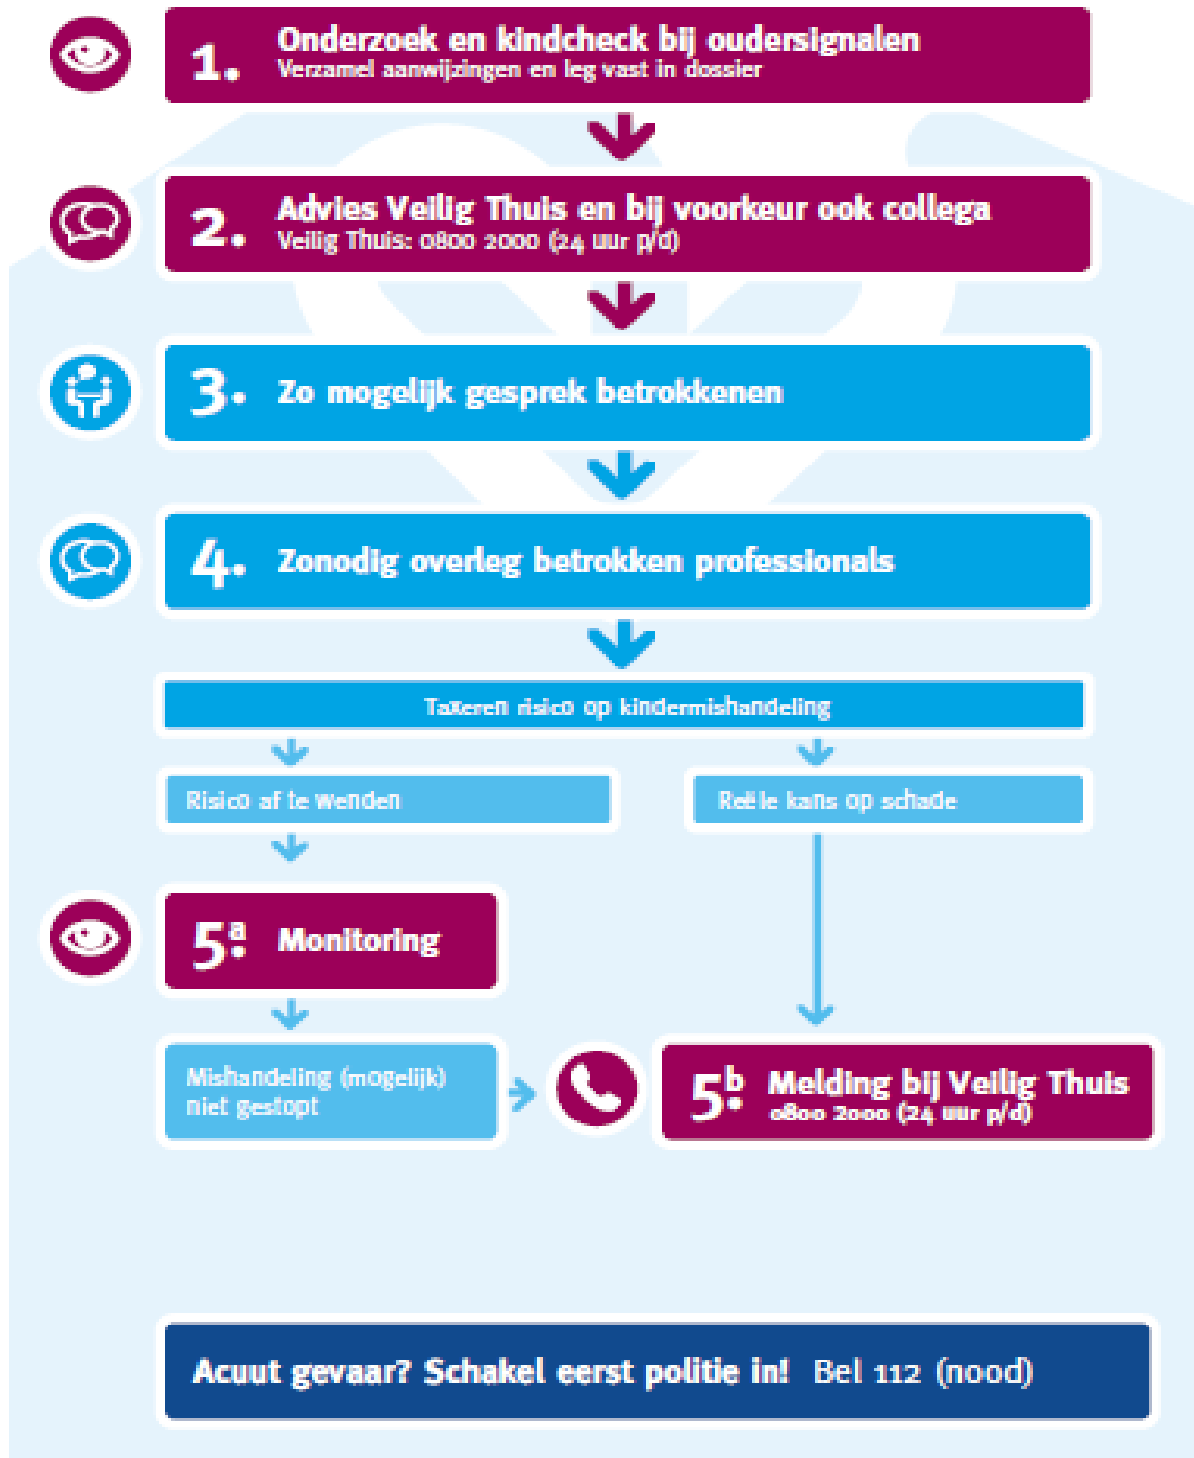 1. Onderzoek en kindcheck bij oudersignalen
Verzamel aanwijzingen en leg vast in dossier
2. Advies Veilig Thuis en bij voorkeur ook collega
Veilig Thuis: 0800 2000 (24 uur p/d)
3. Zo mogelijk gesprek betrokkenen
4. Zonodig overleg betrokken professionals
Taxeren risico op kindermishandeling
Risico af te wenden
Reële kans op schade
5a. Monitoring
Mishandeling (mogelijk)
niet gestopt
5b. Melding bij Veilig Thuis
0800 2000 (24 uur p/d)
Acuut gevaar? Schakel eerst politie in! Bel 112 (nood)